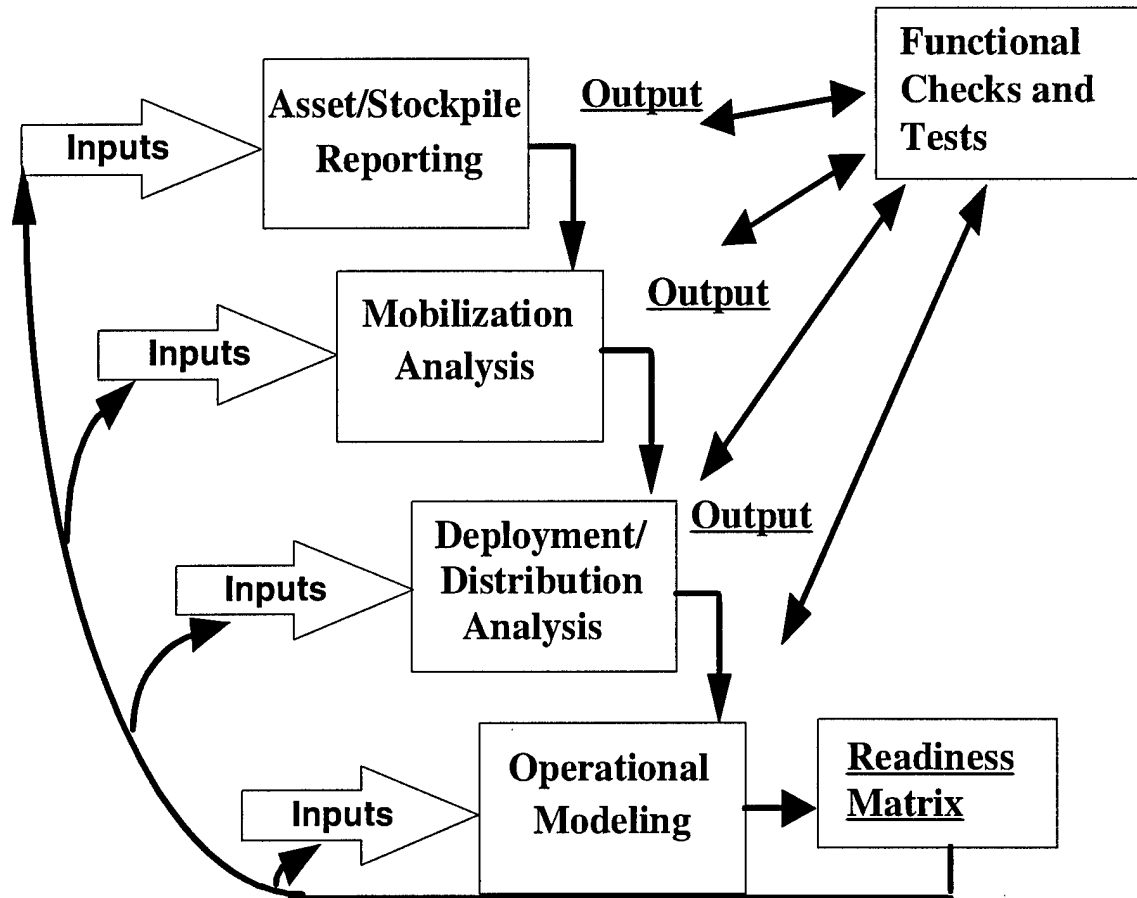 Functional
Checks and
Tests
Output
Asset/Stockpile
Reporting
Inputs
Output
Mobilization
Analysis
Inputs
Output
Deployment/
Distribution
Analysis
Inputs
Operational
Modeling
Inputs
Readiness
Matrix